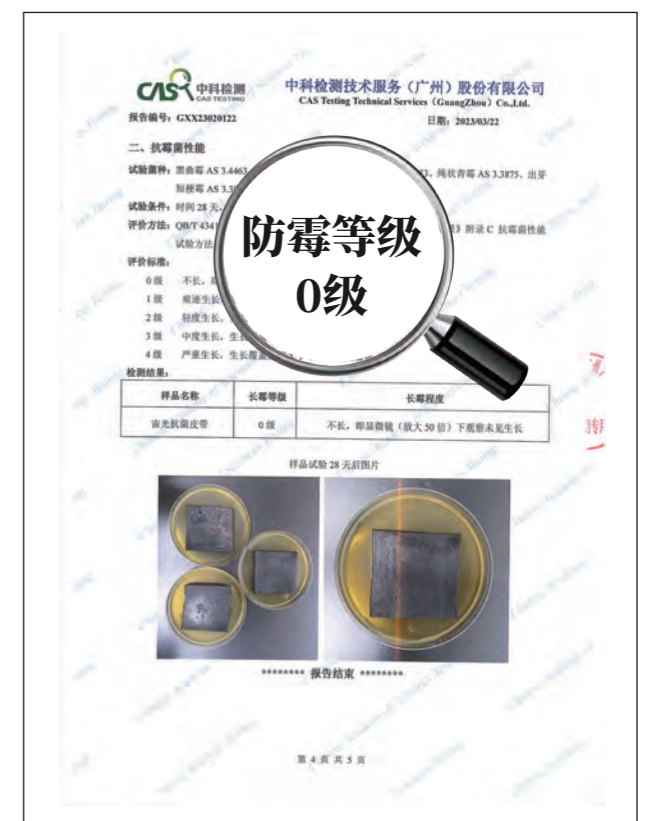 CAS 中科检测
CAS TESTING
中科检测技术服务（广州）股份有限公司
CAS Testing Technical Services (GuangZhou) Co.,Ltd.
报告编号：GXX23020122
日期：2023/03/22
二、抗霉菌性能
试验菌种：黑曲霉 AS 3.4463
、绳状青霉 AS 3.3875、出芽
短梗霉 AS 3.3
试验条件：时间 28 天，
评价方法：QB/T 434
》附录 C 抗霉菌性能
试验方法
评价标准：
0 级 不长，
1 级 痕迹生长
2 级 轻度生长，
3 级 中度生长，生
4 级 严重生长，生长覆盖
防霉等级
0级
检测结果：
样品名称 长霉等级 长霉程度
宙光抗菌皮带 0 级 不长，即显微镜（放大 50 倍）下观察未见生长
样品试验 28 天后图片
******** 报告结束 ********
第 4 页 共 5 页